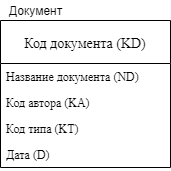 Документ
Код документа (KD)
Название документа (ND)
Код автора (KA)
Код типа (KT)
Дата (D)